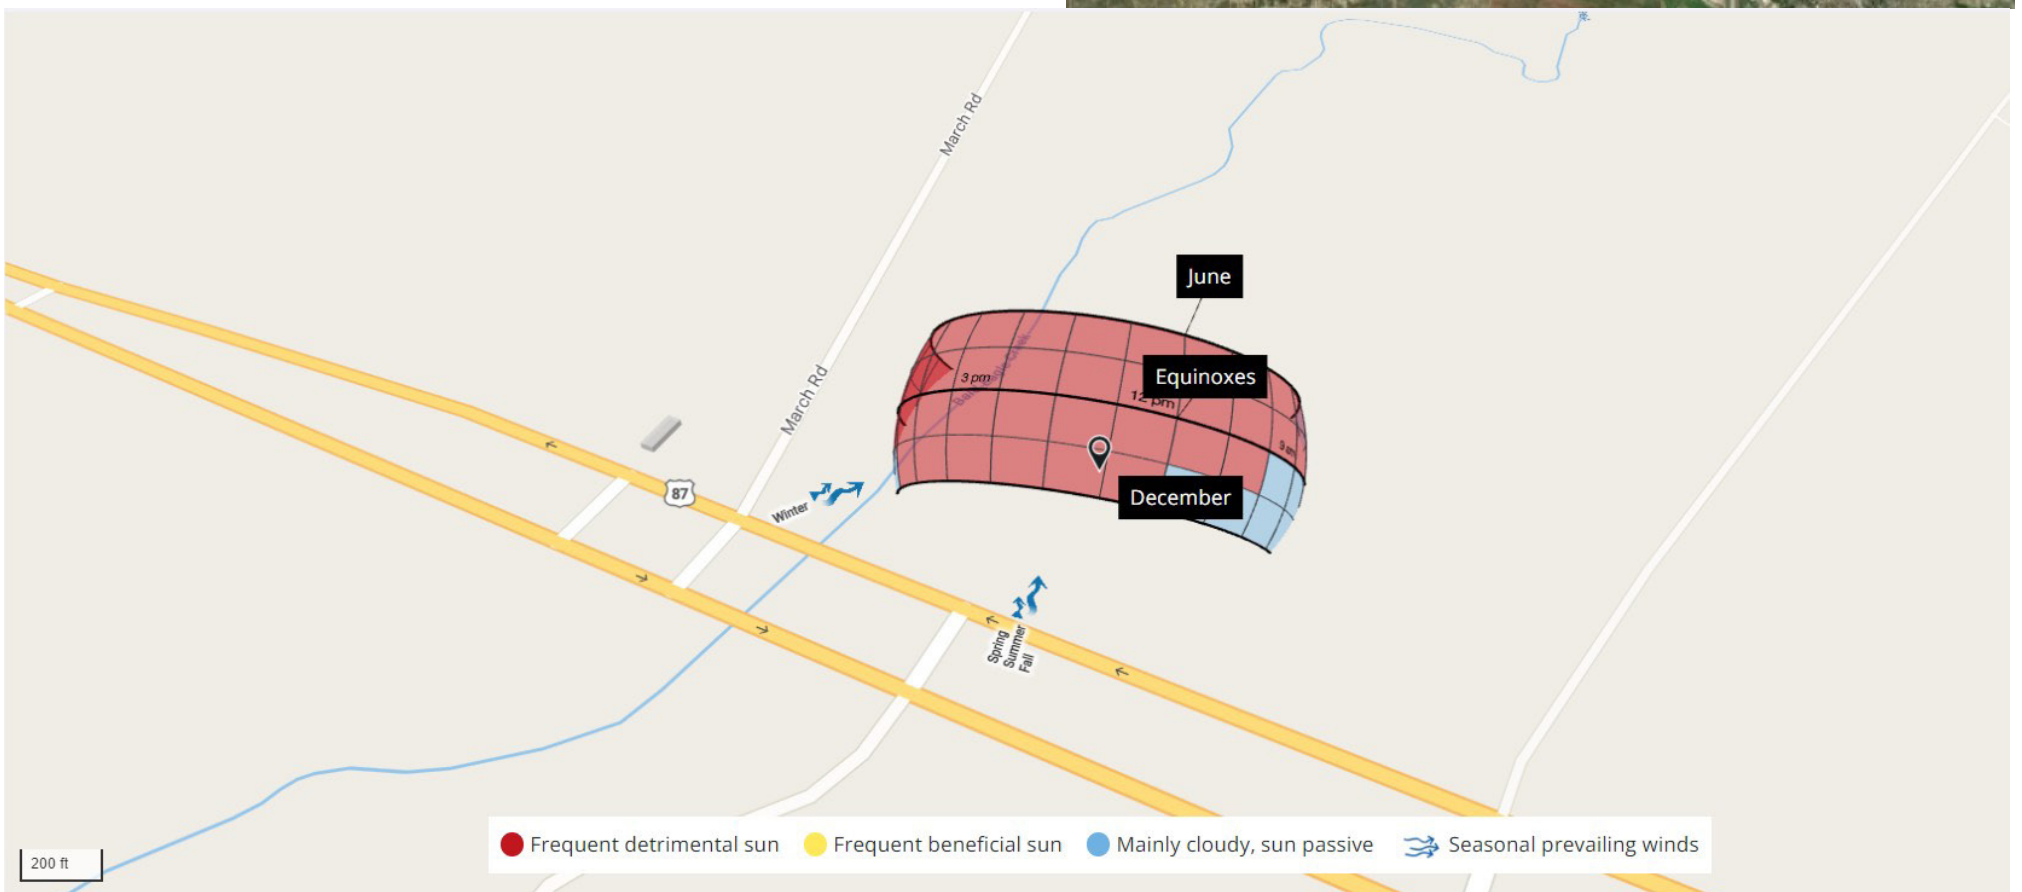 March Rd
June
Equinoxes
3 pm
12 pm
9 am
March Rd
87
Winter
December
Spring
Summer
Fall
Frequent detrimental sun
Frequent beneficial sun
Mainly cloudy, sun passive
Seasonal prevailing winds
200 ft